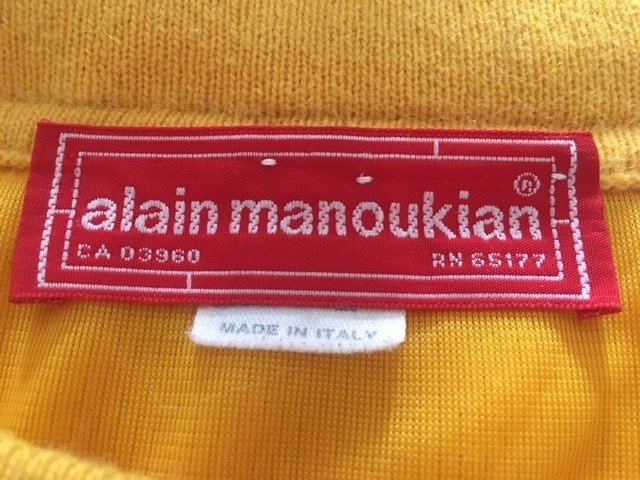 alain manoukian ®
CA 03960 RN 65177
MADE IN ITALY